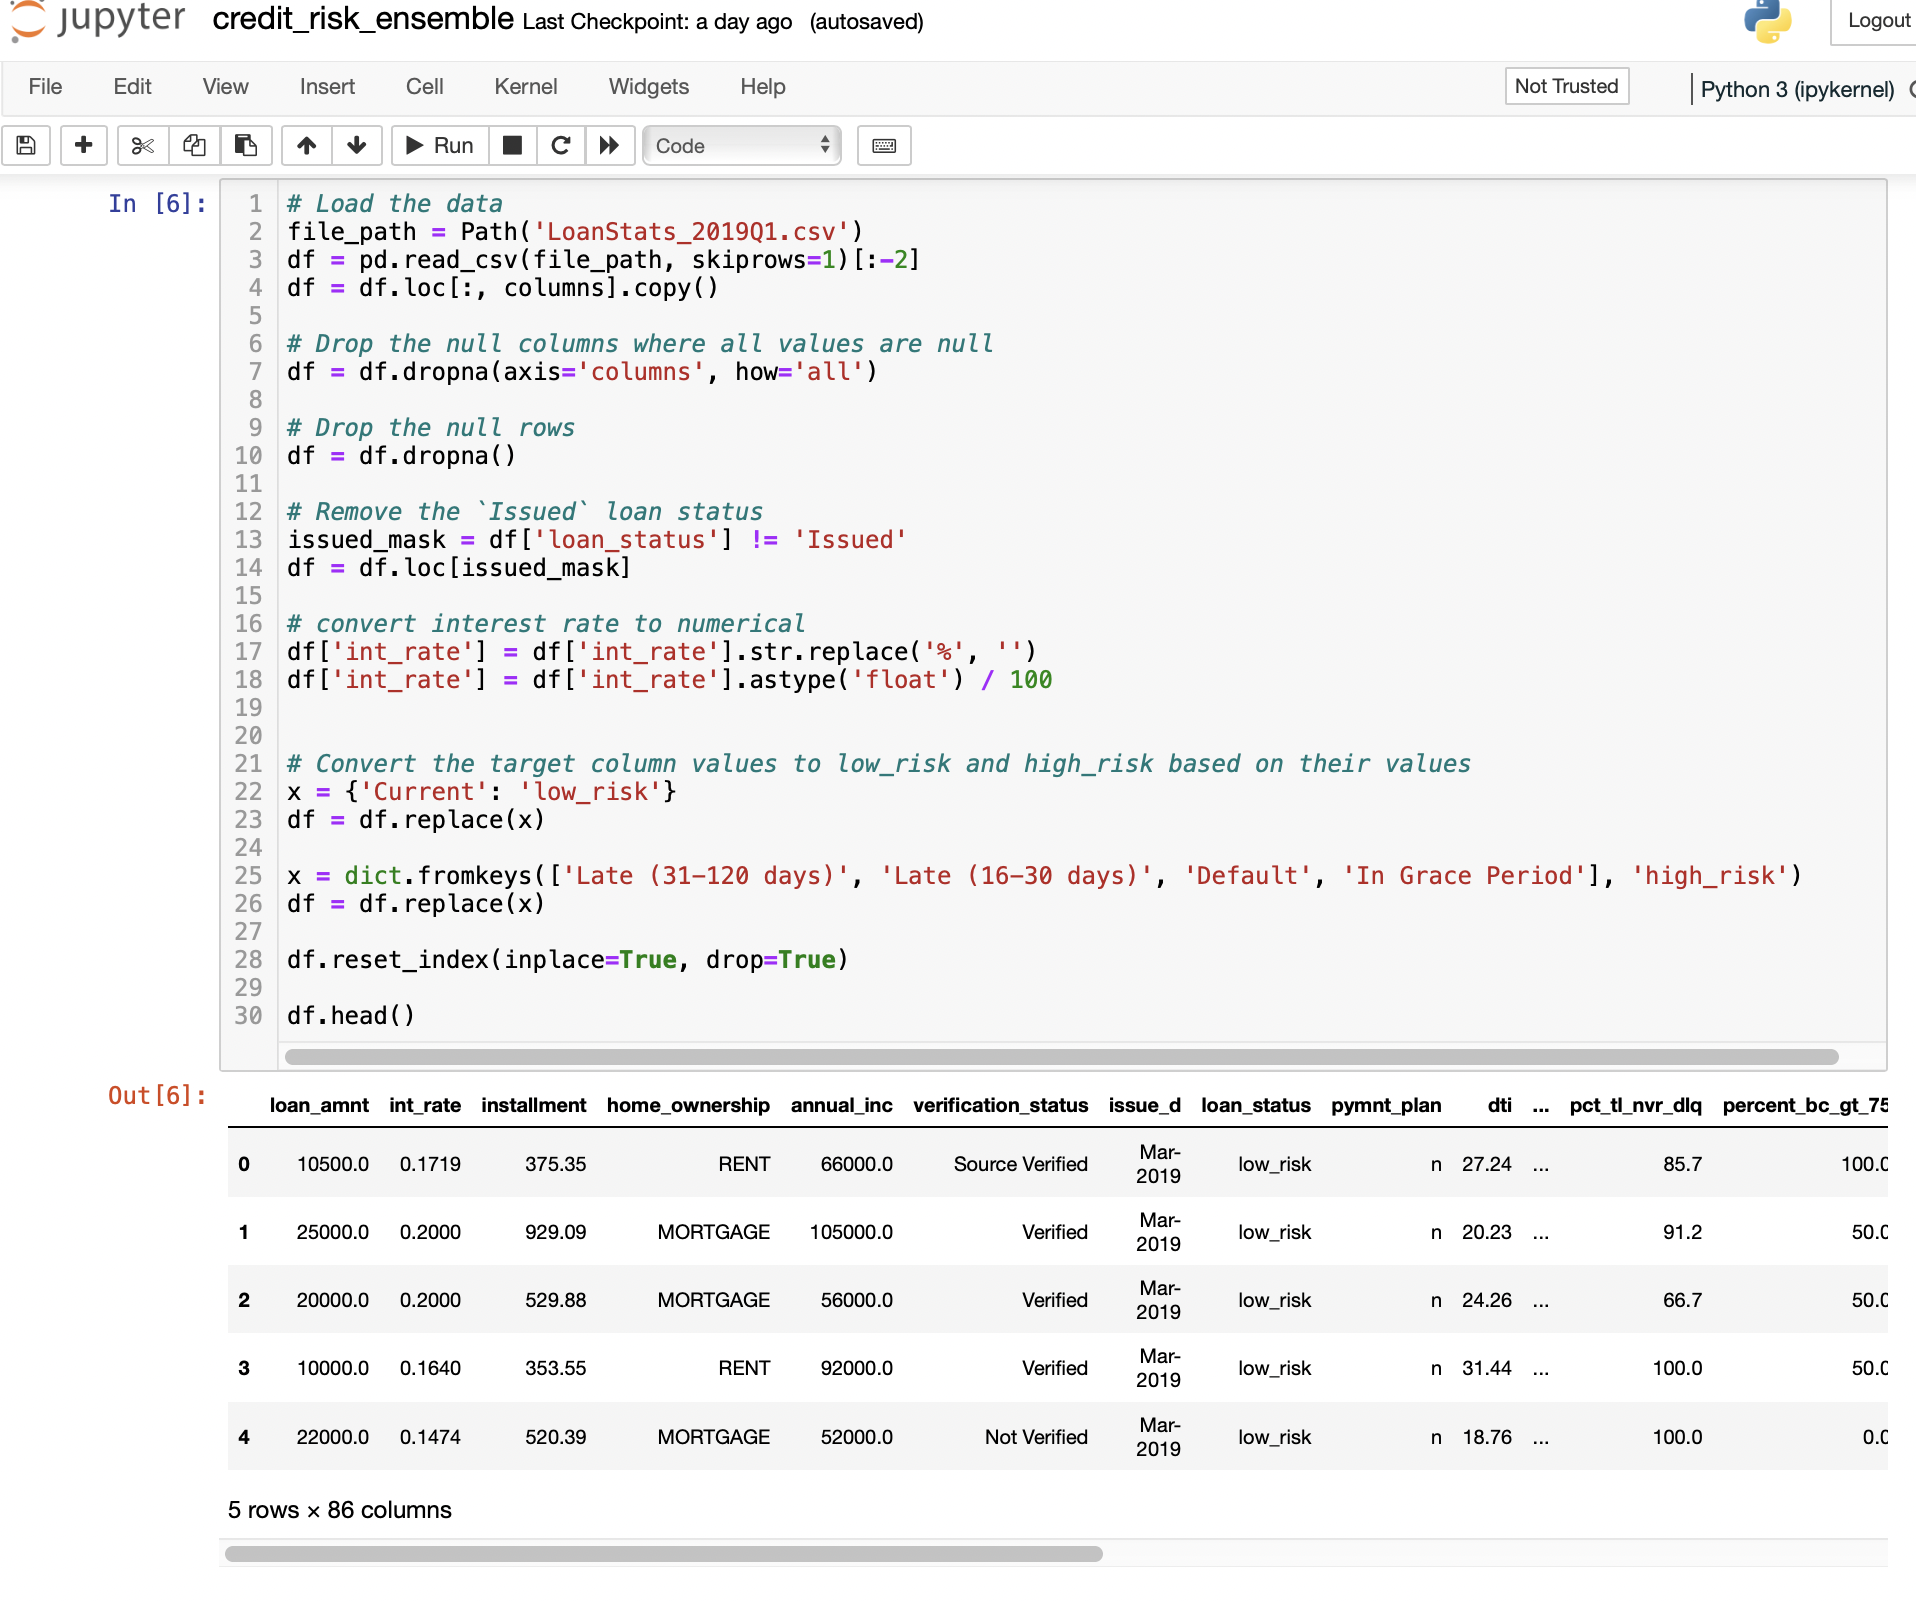 jupyter credit_risk_ensemble Last Checkpoint: a day ago (autosaved) Logout
File Edit View Insert Cell Kernel Widgets Help Not Trusted Python 3 (ipykernel)
Run Code
In [6]:
1 # Load the data
2 file_path = Path('LoanStats_2019Q1.csv')
3 df = pd.read_csv(file_path, skiprows=1)[:-2]
4 df = df.loc[:, columns].copy()
5
6 # Drop the null columns where all values are null
7 df = df.dropna(axis='columns', how='all')
8
9 # Drop the null rows
10 df = df.dropna()
11
12 # Remove the `Issued` loan status
13 issued_mask = df['loan_status'] != 'Issued'
14 df = df.loc[issued_mask]
15
16 # convert interest rate to numerical
17 df['int_rate'] = df['int_rate'].str.replace('%', '')
18 df['int_rate'] = df['int_rate'].astype('float') / 100
19
20
21 # Convert the target column values to low_risk and high_risk based on their values
22 x = {'Current': 'low_risk'}
23 df = df.replace(x)
24
25 x = dict.fromkeys(['Late (31-120 days)', 'Late (16-30 days)', 'Default', 'In Grace Period'], 'high_risk')
26 df = df.replace(x)
27
28 df.reset_index(inplace=True, drop=True)
29
30 df.head()
Out[6]:
loan_amnt int_rate installment home_ownership annual_inc verification_status issue_d loan_status pymnt_plan dti ... pct_tl_nvr_dlq percent_bc_gt_75
0 10500.0 0.1719 375.35 RENT 66000.0 Source Verified Mar-2019 low_risk n 27.24 ... 85.7 100.0
1 25000.0 0.2000 929.09 MORTGAGE 105000.0 Verified Mar-2019 low_risk n 20.23 ... 91.2 50.0
2 20000.0 0.2000 529.88 MORTGAGE 56000.0 Verified Mar-2019 low_risk n 24.26 ... 66.7 50.0
3 10000.0 0.1640 353.55 RENT 92000.0 Verified Mar-2019 low_risk n 31.44 ... 100.0 50.0
4 22000.0 0.1474 520.39 MORTGAGE 52000.0 Not Verified Mar-2019 low_risk n 18.76 ... 100.0 0.0
5 rows × 86 columns